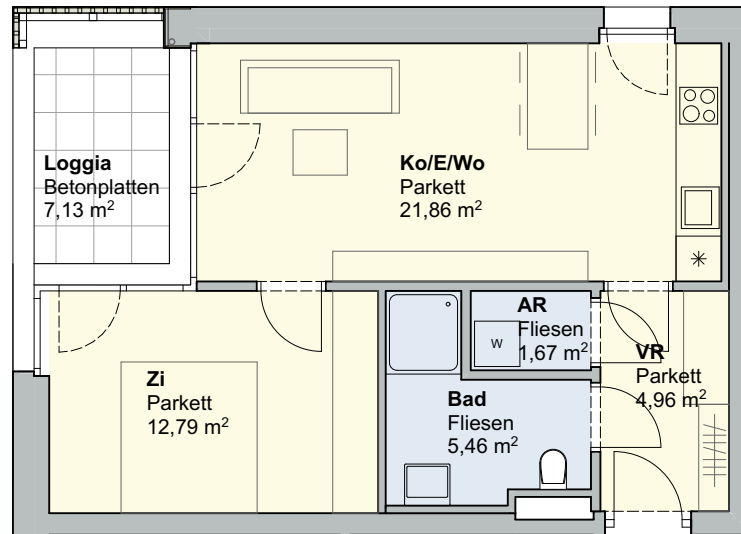 Loggia
Betonplatten
7,13 m²
Ko/E/Wo
Parkett
21,86 m²
AR
Fliesen
1,67 m²
W
VR
Parkett
4,96 m²
Zi
Parkett
12,79 m²
Bad
Fliesen
5,46 m²